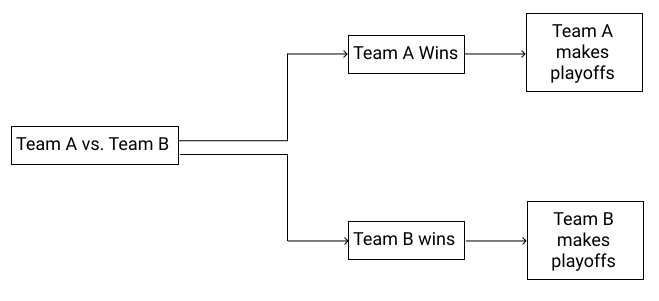 Team A vs. Team B
Team A Wins
Team A
makes
playoffs
Team B wins
Team B
makes
playoffs